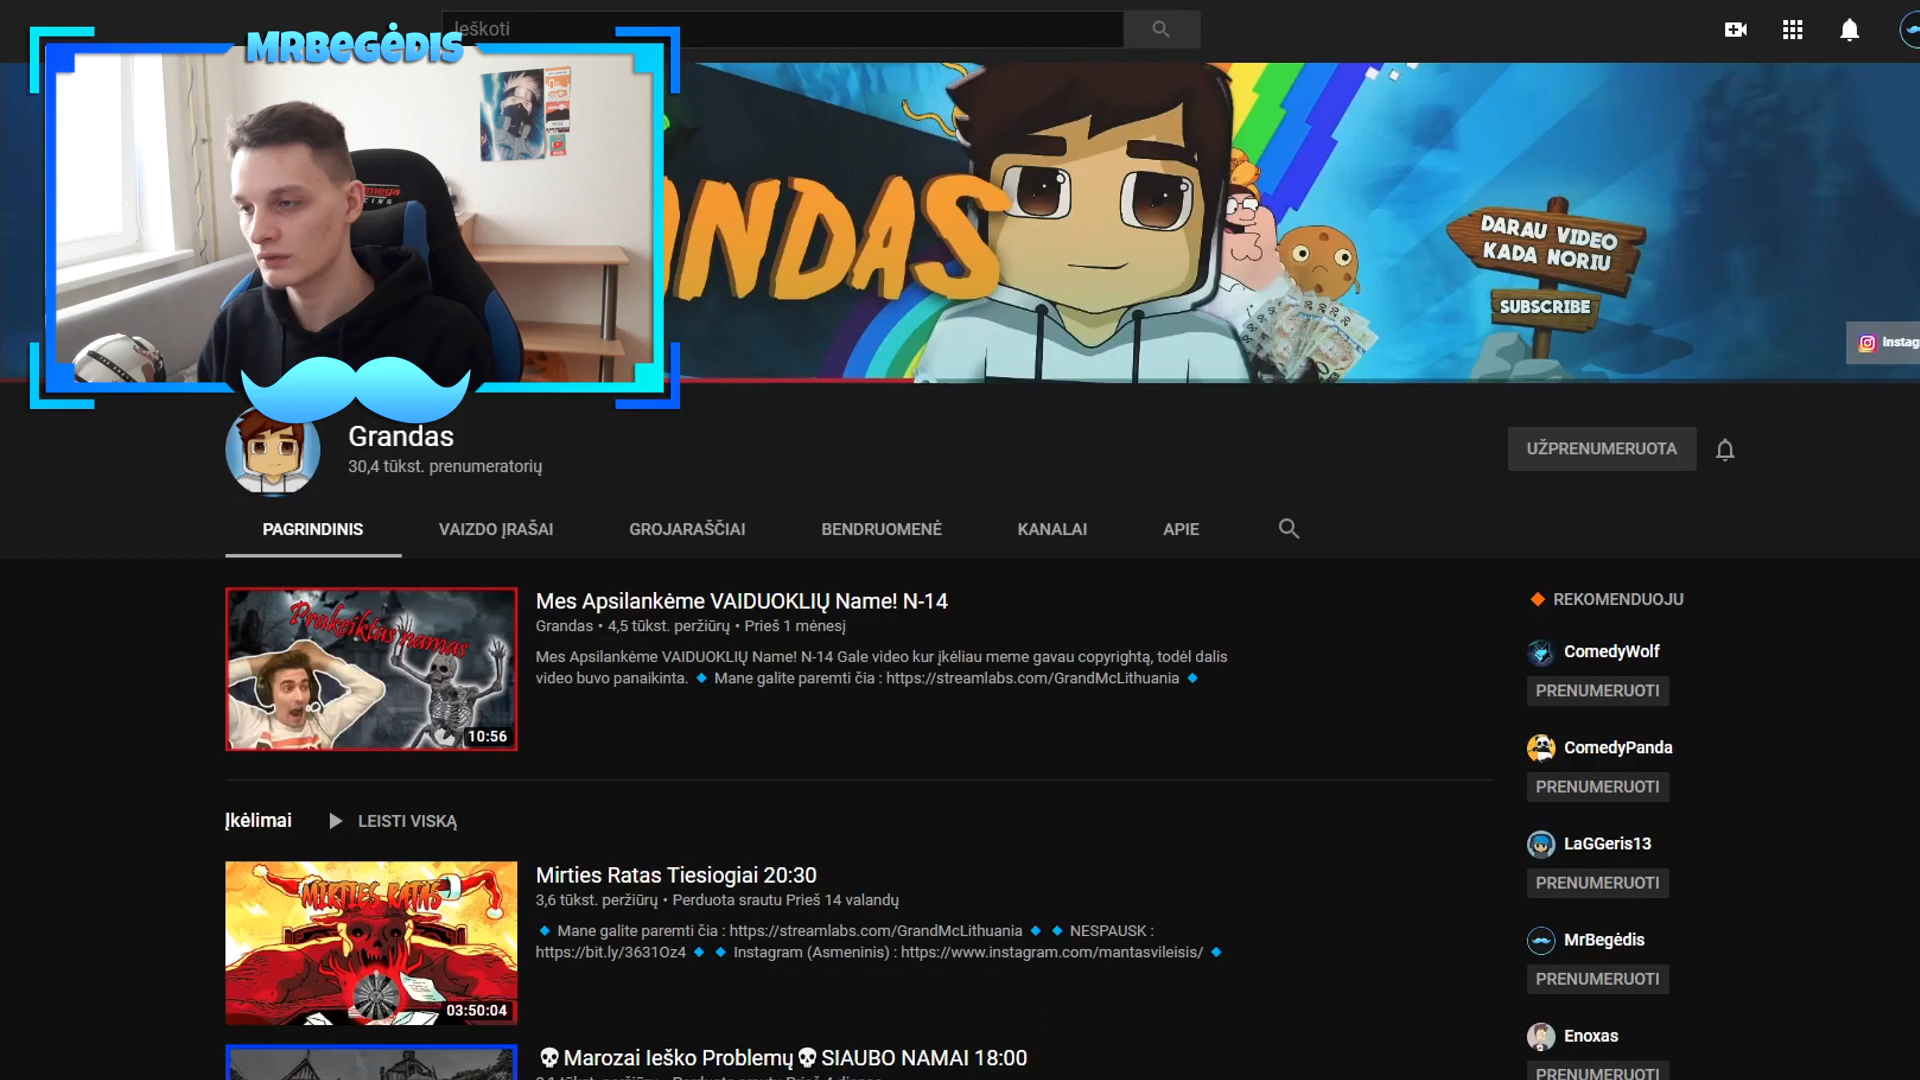 MRBEGĖDIS
Ieškoti
NDAS
DARAU VIDEO
KADA NORIU
SUBSCRIBE
Instag
Grandas
30,4 tūkst. prenumeratorių
UŽPRENUMERUOTA
PAGRINDINIS
VAIZDO ĮRAŠAI
GROJARAŠČIAI
BENDRUOMENĖ
KANALAI
APIE
Prakeiktas namas
10:56
Mes Apsilankėme VAIDUOKLIŲ Name! N-14
Grandas • 4,5 tūkst. peržiūrų • Prieš 1 mėnesį
Mes Apsilankėme VAIDUOKLIŲ Name! N-14 Gale video kur įkėliau meme gavau copyrightą, todėl dalis
video buvo panaikinta. 🔹 Mane galite paremti čia : https://streamlabs.com/GrandMcLithuania 🔹
REKOMENDUOJU
ComedyWolf
PRENUMERUOTI
ComedyPanda
PRENUMERUOTI
LaGGeris13
PRENUMERUOTI
MrBegėdis
PRENUMERUOTI
Enoxas
PRENUMERUOTI
Įkėlimai
LEISTI VISKĄ
MIRTIES RATAS
03:50:04
Mirties Ratas Tiesiogiai 20:30
3,6 tūkst. peržiūrų • Perduota srautu Prieš 14 valandų
🔹 Mane galite paremti čia : https://streamlabs.com/GrandMcLithuania 🔹 🔹 NESPAUSK :
https://bit.ly/3631Oz4 🔹 🔹 Instagram (Asmeninis) : https://www.instagram.com/mantasvileisis/ 🔹
💀Marozai Ieško Problemų💀SIAUBO NAMAI 18:00